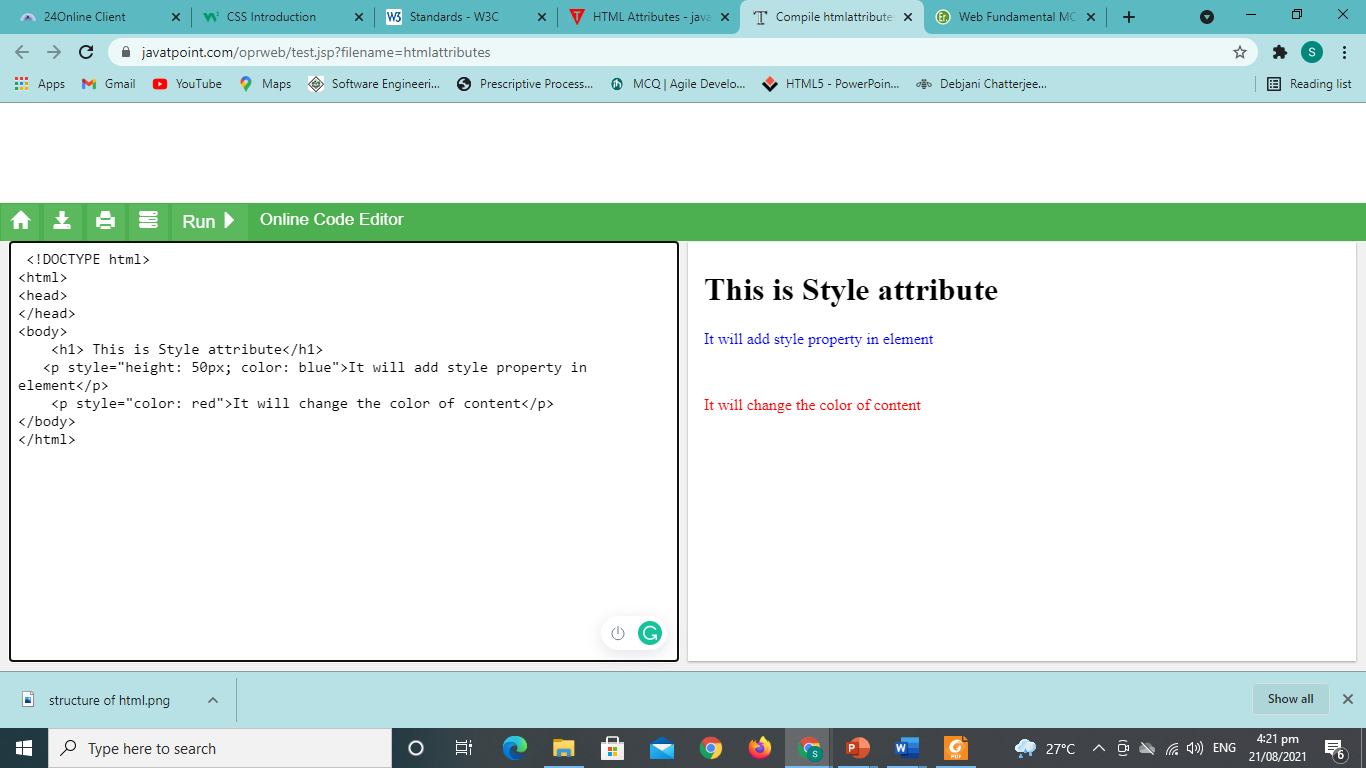 24Online Client
CSS Introduction
W3 Standards - W3C
HTML Attributes - java
Compile htmlattribute
Web Fundamental MC
javatpoint.com/oprweb/test.jsp?filename=htmlattributes
S
Apps
Gmail
YouTube
Maps
Software Engineeri...
Prescriptive Process...
MCQ | Agile Develo...
HTML5 - PowerPoin...
Debjani Chatterjee...
Reading list
Run
Online Code Editor
<!DOCTYPE html>
<html>
<head>
</head>
<body>
<h1> This is Style attribute</h1>
<p style="height: 50px; color: blue">It will add style property in
element</p>
<p style="color: red">It will change the color of content</p>
</body>
</html>
This is Style attribute
It will add style property in element
It will change the color of content
structure of html.png
Show all
Type here to search
27°C
ENG
4:21 pm
21/08/2021
6